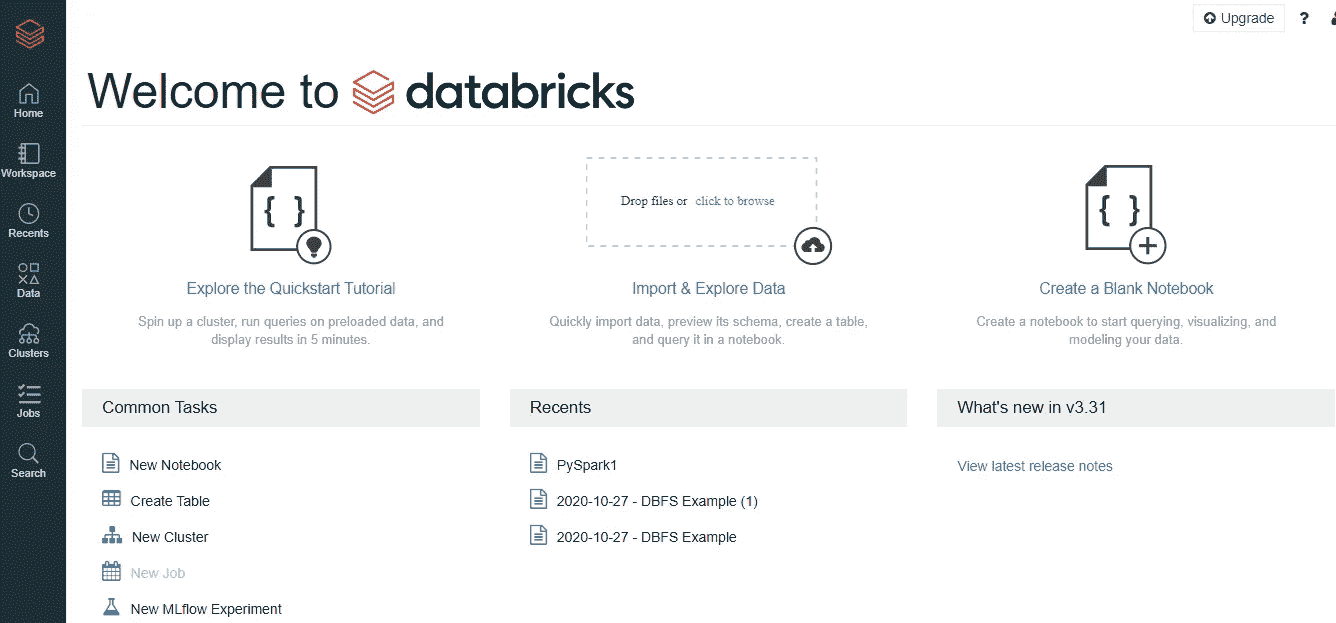 Upgrade ?
Welcome to databricks
Home
Workspace
Recents
Data
Clusters
Jobs
Search
{ }
Explore the Quickstart Tutorial
Spin up a cluster, run queries on preloaded data, and
display results in 5 minutes.
Drop files or click to browse
Import & Explore Data
Quickly import data, preview its schema, create a table,
and query it in a notebook.
{ }
Create a Blank Notebook
Create a notebook to start querying, visualizing, and
modeling your data.
Common Tasks
New Notebook
Create Table
New Cluster
New Job
New MLflow Experiment
Recents
PySpark1
2020-10-27 - DBFS Example (1)
2020-10-27 - DBFS Example
What's new in v3.31
View latest release notes